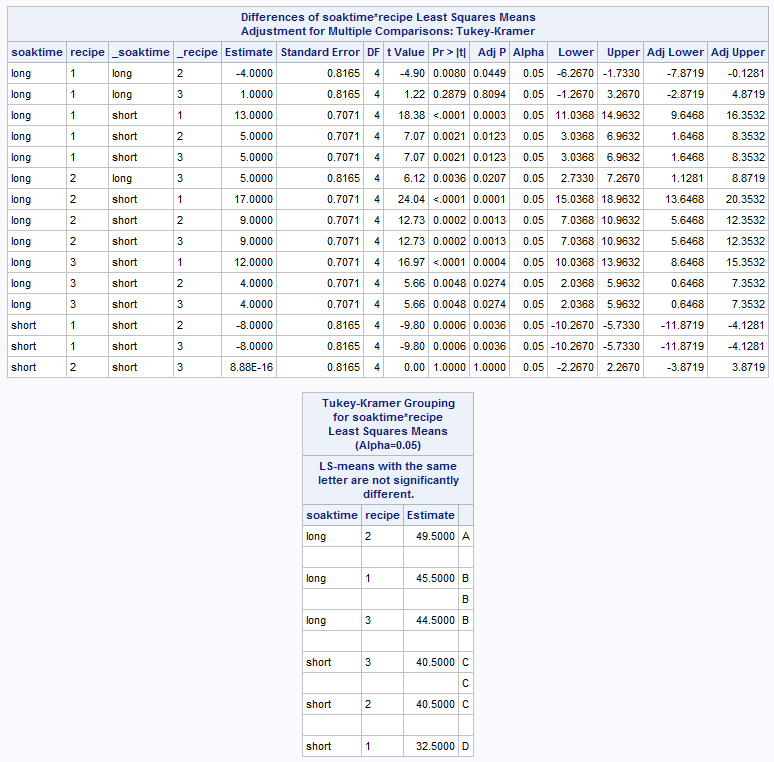 Differences of soaktime*recipe Least Squares Means
Adjustment for Multiple Comparisons: Tukey-Kramer
soaktime recipe _soaktime _recipe Estimate Standard Error DF t Value Pr > |t| Adj P Alpha Lower Upper Adj Lower Adj Upper
long 1 long 2 -4.0000 0.8165 4 -4.90 0.0080 0.0449 0.05 -6.2670 -1.7330 -7.8719 -0.1281
long 1 long 3 1.0000 0.8165 4 1.22 0.2879 0.8094 0.05 -1.2670 3.2670 -2.8719 4.8719
long 1 short 1 13.0000 0.7071 4 18.38 <.0001 0.0003 0.05 11.0368 14.9632 9.6468 16.3532
long 1 short 2 5.0000 0.7071 4 7.07 0.0021 0.0123 0.05 3.0368 6.9632 1.6468 8.3532
long 1 short 3 5.0000 0.7071 4 7.07 0.0021 0.0123 0.05 3.0368 6.9632 1.6468 8.3532
long 2 long 3 5.0000 0.8165 4 6.12 0.0036 0.0207 0.05 2.7330 7.2670 1.1281 8.8719
long 2 short 1 17.0000 0.7071 4 24.04 <.0001 0.0001 0.05 15.0368 18.9632 13.6468 20.3532
long 2 short 2 9.0000 0.7071 4 12.73 0.0002 0.0013 0.05 7.0368 10.9632 5.6468 12.3532
long 2 short 3 9.0000 0.7071 4 12.73 0.0002 0.0013 0.05 7.0368 10.9632 5.6468 12.3532
long 3 short 1 12.0000 0.7071 4 16.97 <.0001 0.0004 0.05 10.0368 13.9632 8.6468 15.3532
long 3 short 2 4.0000 0.7071 4 5.66 0.0048 0.0274 0.05 2.0368 5.9632 0.6468 7.3532
long 3 short 3 4.0000 0.7071 4 5.66 0.0048 0.0274 0.05 2.0368 5.9632 0.6468 7.3532
short 1 short 2 -8.0000 0.8165 4 -9.80 0.0006 0.0036 0.05 -10.2670 -5.7330 -11.8719 -4.1281
short 1 short 3 -8.0000 0.8165 4 -9.80 0.0006 0.0036 0.05 -10.2670 -5.7330 -11.8719 -4.1281
short 2 short 3 8.88E-16 0.8165 4 0.00 1.0000 1.0000 0.05 -2.2670 2.2670 -3.8719 3.8719
Tukey-Kramer Grouping
for soaktime*recipe
Least Squares Means
(Alpha=0.05)
LS-means with the same
letter are not significantly
different.
soaktime recipe Estimate
long 2 49.5000 A
long 1 45.5000 B
B
long 3 44.5000 B
short 3 40.5000 C
C
short 2 40.5000 C
short 1 32.5000 D